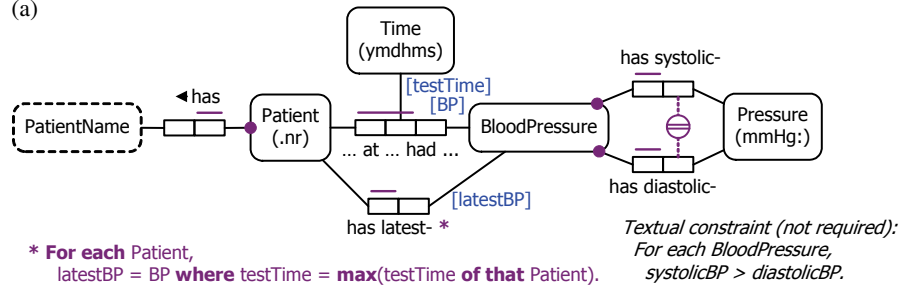 (a)
Time
(ymdhms)
has systolic-
◄ has
[testTime]
[BP]
PatientName
Patient
(.nr)
BloodPressure
Pressure
(mmHg:)
... at ... had ...
has diastolic-
[latestBP]
has latest- *
Textual constraint (not required):
For each BloodPressure,
systolicBP > diastolicBP.
* For each Patient,
latestBP = BP where testTime = max(testTime of that Patient).